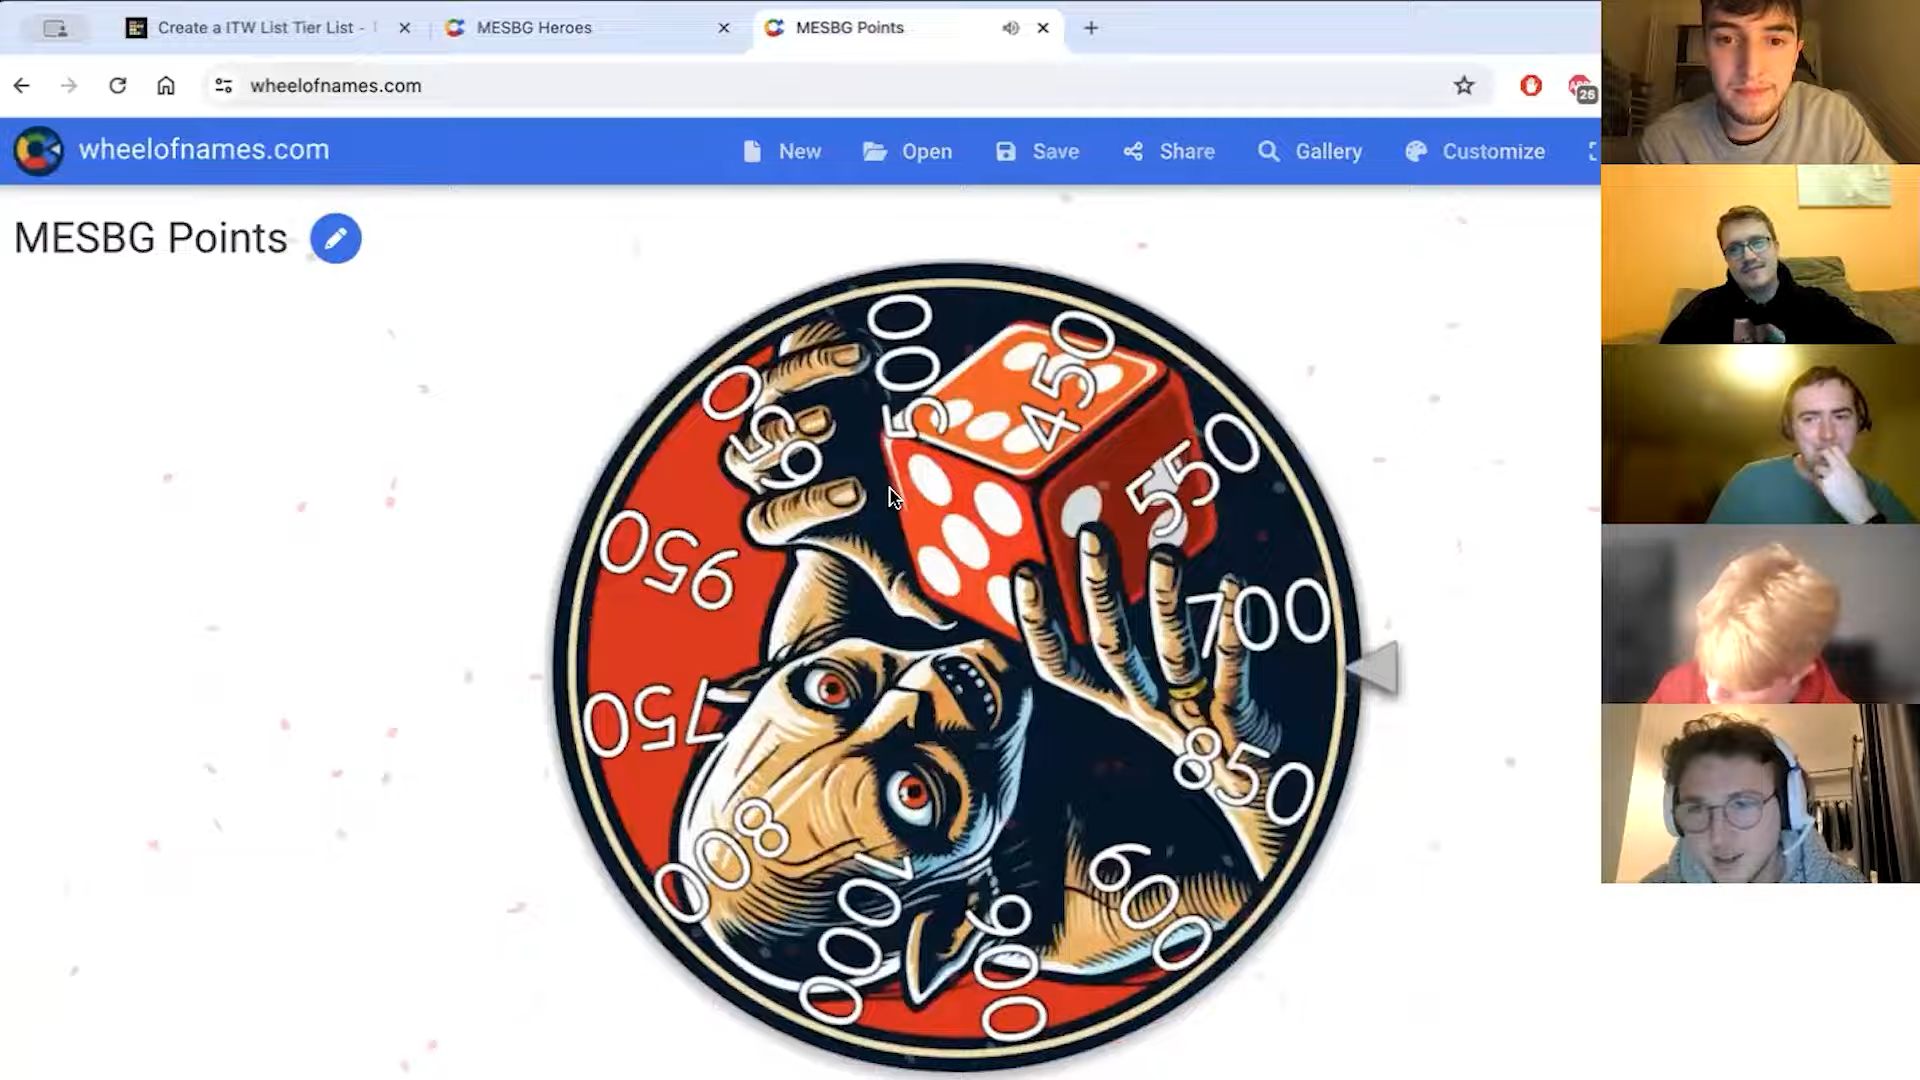 Create a ITW List Tier List -
MESBG Heroes
MESBG Points
wheelofnames.com
26
wheelofnames.com
New
Open
Save
Share
Gallery
Customize
MESBG Points
500
450
650
550
950
700
750
850
800
600
1000
900